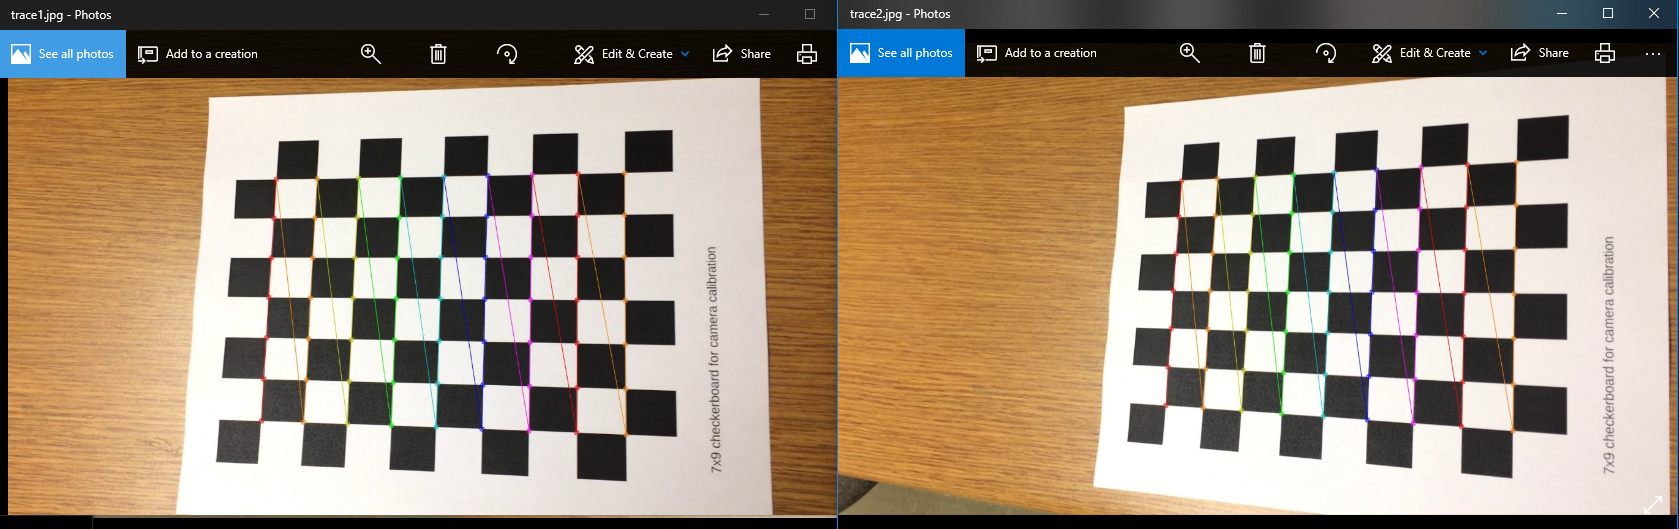 trace1.jpg - Photos
See all photos
Add to a creation
Edit & Create
Share
7x9 checkerboard for camera calibration
trace2.jpg - Photos
See all photos
Add to a creation
Edit & Create
Share
7x9 checkerboard for camera calibration